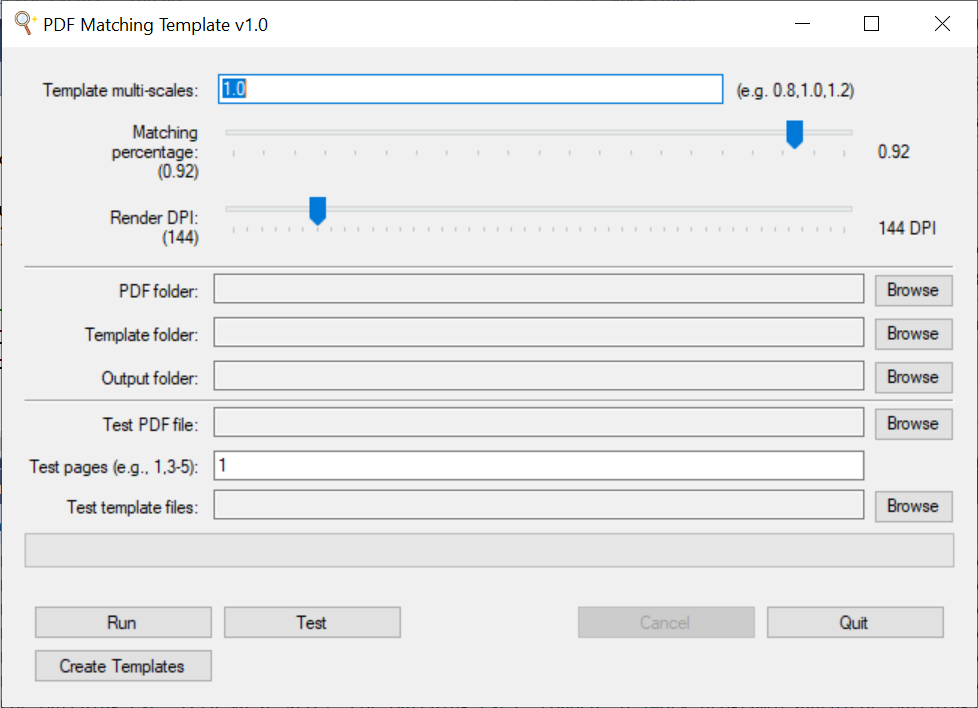 PDF Matching Template v1.0
Template multi-scales: 1.0 (e.g. 0.8,1.0,1.2)
Matching
percentage:
(0.92)
0.92
Render DPI:
(144)
144 DPI
PDF folder: Browse
Template folder: Browse
Output folder: Browse
Test PDF file: Browse
Test pages (e.g., 1,3-5): 1
Test template files: Browse
Run Test Cancel Quit
Create Templates